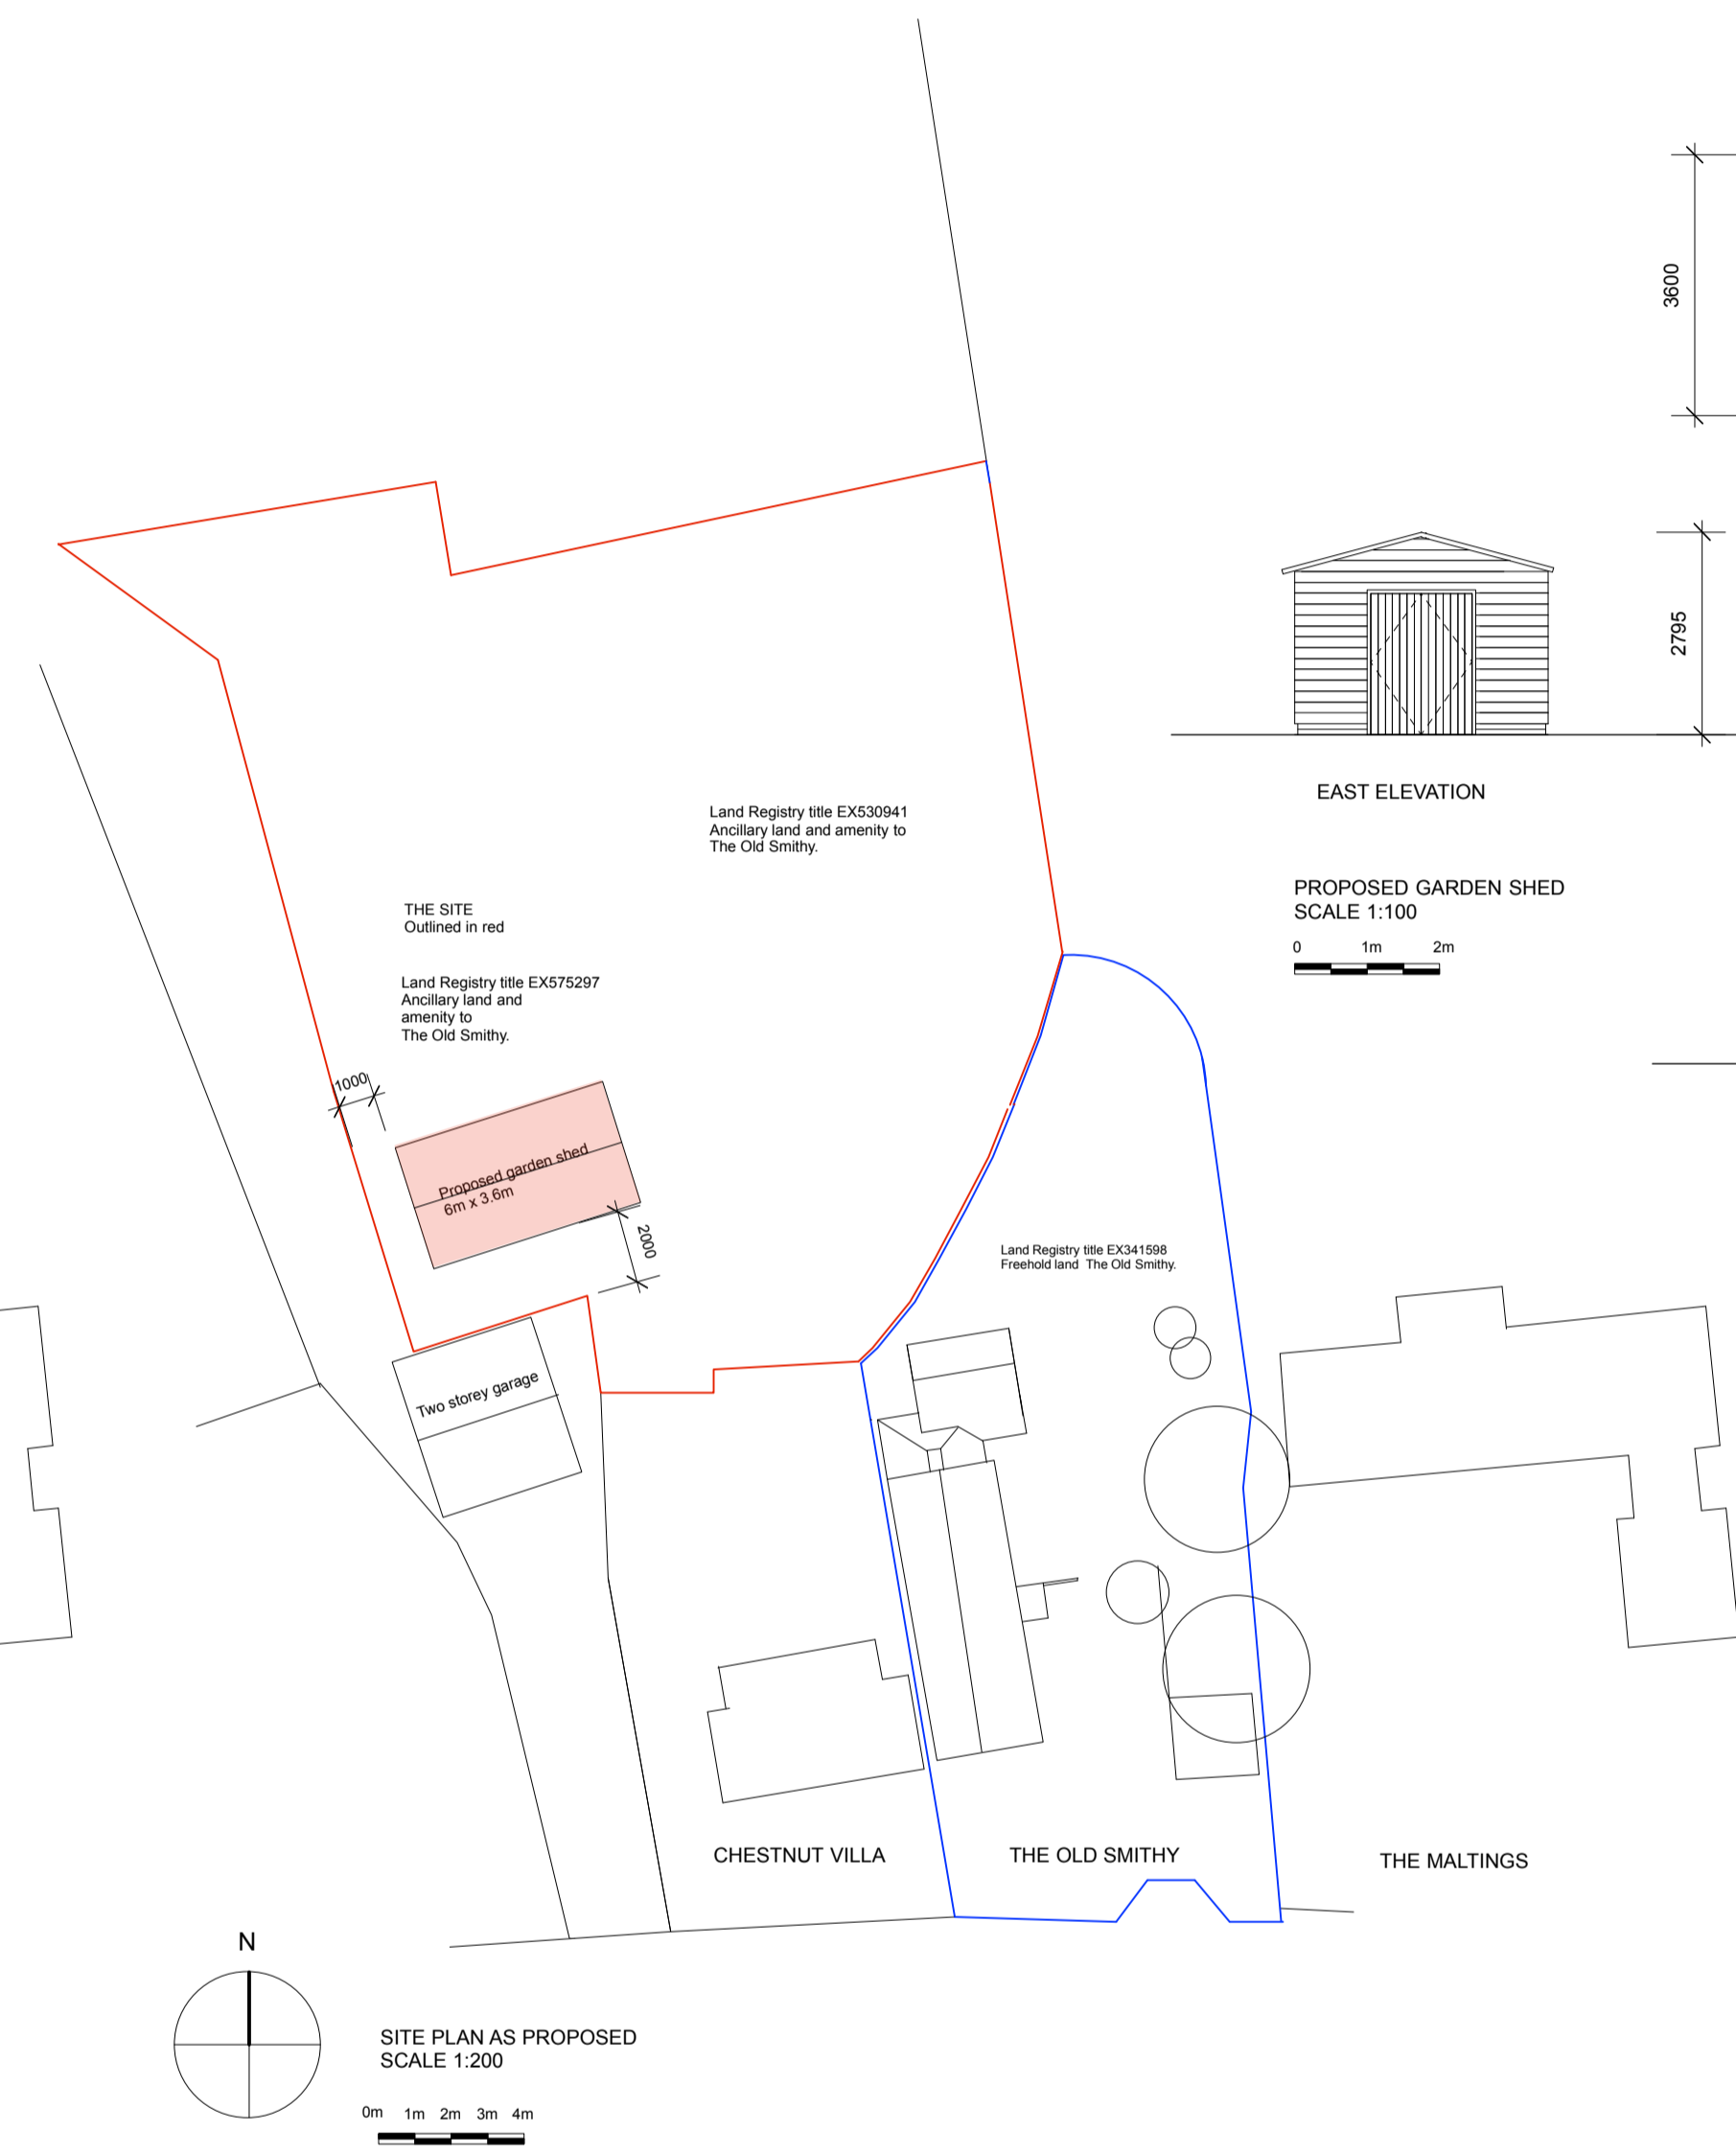 3600
2795
EAST ELEVATION
Land Registry title EX530941
Ancillary land and amenity to
The Old Smithy.
PROPOSED GARDEN SHED
SCALE 1:100
0 1m 2m
THE SITE
Outlined in red
Land Registry title EX575297
Ancillary land and
amenity to
The Old Smithy.
1000
Proposed garden shed
6m x 3.6m
2000
Land Registry title EX341598
Freehold land The Old Smithy.
Two storey garage
CHESTNUT VILLA
THE OLD SMITHY
THE MALTINGS
N
SITE PLAN AS PROPOSED
SCALE 1:200
0m 1m 2m 3m 4m